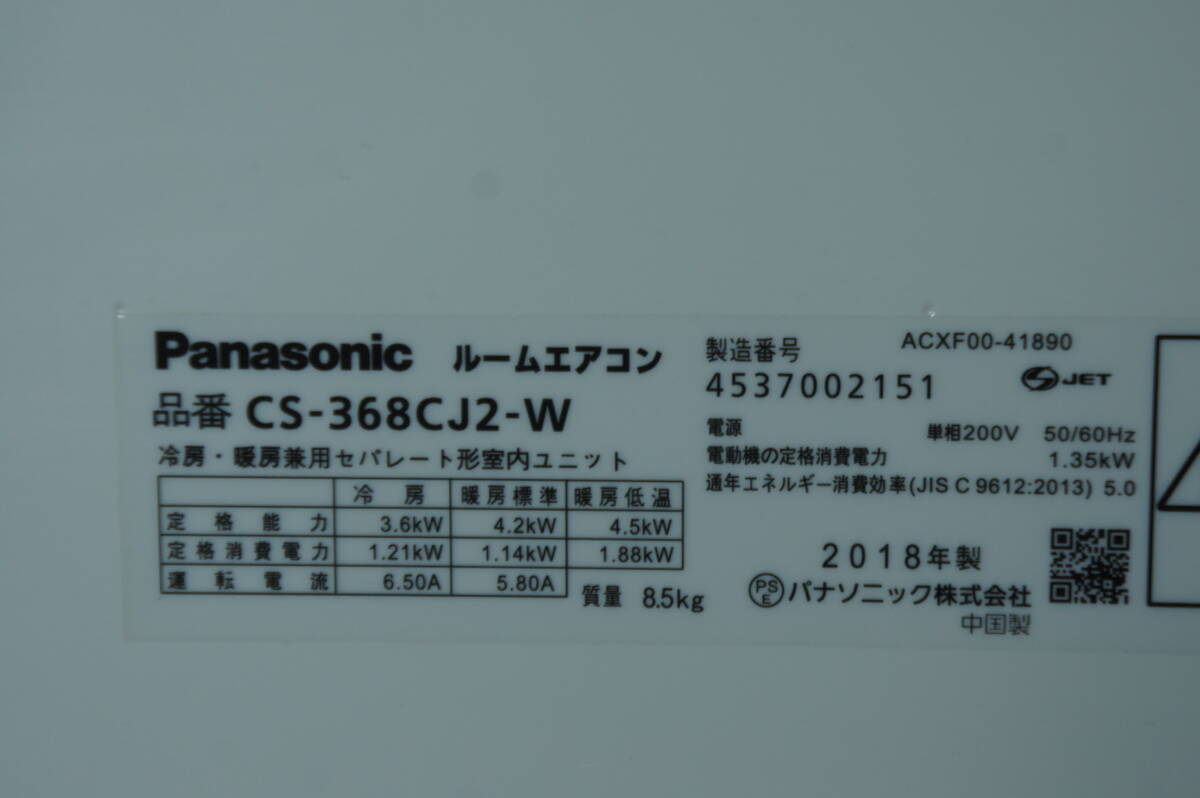 Panasonic ルームエアコン
品番 CS-368CJ2-W
冷房・暖房兼用セパレート形室内ユニット
冷房 暖房標準 暖房低温
定格能力 3.6kW 4.2kW 4.5kW
定格消費電力 1.21kW 1.14kW 1.88kW
運転電流 6.50A 5.80A
質量 8.5kg
製造番号 ACXF00-41890
4537002151 JET
電源 単相200V 50/60Hz
電動機の定格消費電力 1.35kW
通年エネルギー消費効率(JIS C 9612:2013) 5.0
2018年製
PSE パナソニック株式会社
中国製